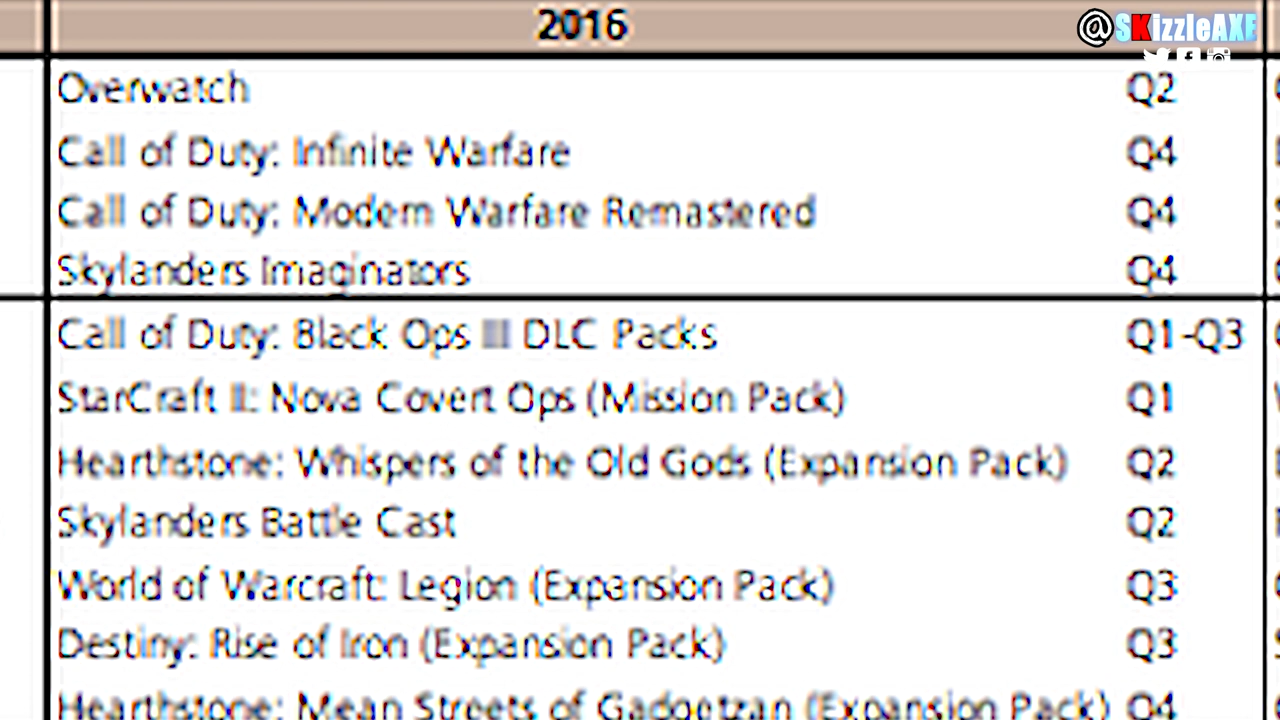 2016
@SKizzleAXE
Overwatch Q2
Call of Duty: Infinite Warfare Q4
Call of Duty: Modern Warfare Remastered Q4
Skylanders Imaginators Q4
Call of Duty: Black Ops III DLC Packs Q1-Q3
StarCraft II: Nova Covert Ops (Mission Pack) Q1
Hearthstone: Whispers of the Old Gods (Expansion Pack) Q2
Skylanders Battle Cast Q2
World of Warcraft: Legion (Expansion Pack) Q3
Destiny: Rise of Iron (Expansion Pack) Q3
Hearthstone: Mean Streets of Gadgetzan (Expansion Pack) Q4